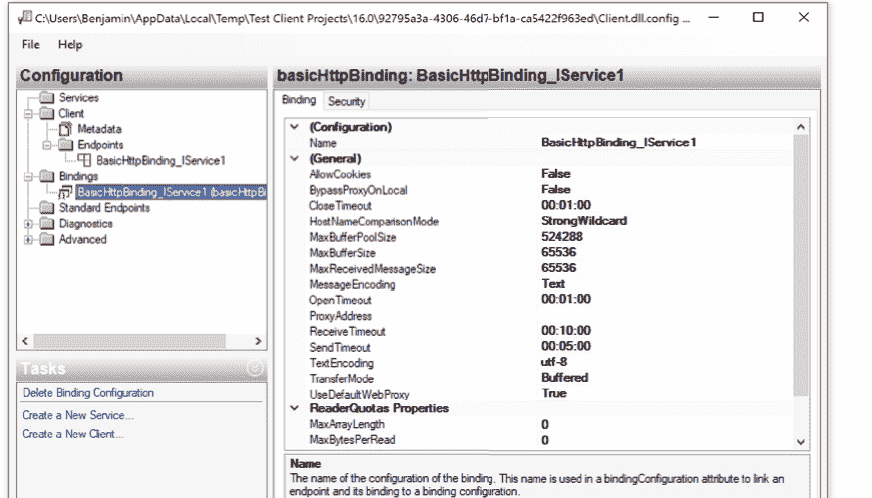 C:\Users\Benjamin\AppData\Local\Temp\Test Client Projects\16.0\92795a3a-4306-46d7-bf1a-ca5422f963ed\Client.dll.config ...
File Help
Configuration
Services
Client
Metadata
Endpoints
BasicHttpBinding_IService1
Bindings
BasicHttpBinding_IService1 (basicHttpBi
Standard Endpoints
Diagnostics
Advanced
Tasks
Delete Binding Configuration
Create a New Service...
Create a New Client...
basicHttpBinding: BasicHttpBinding_IService1
Binding Security
(Configuration)
Name BasicHttpBinding_IService1
(General)
AllowCookies False
BypassProxyOnLocal False
CloseTimeout 00:01:00
HostNameComparisonMode StrongWildcard
MaxBufferPoolSize 524288
MaxBufferSize 65536
MaxReceivedMessageSize 65536
MessageEncoding Text
OpenTimeout 00:01:00
ProxyAddress
ReceiveTimeout 00:10:00
SendTimeout 00:05:00
TextEncoding utf-8
TransferMode Buffered
UseDefaultWebProxy True
ReaderQuotas Properties
MaxArrayLength 0
MaxBytesPerRead 0
Name
The name of the configuration of the binding. This name is used in a bindingConfiguration attribute to link an
endpoint and its binding to a binding configuration.